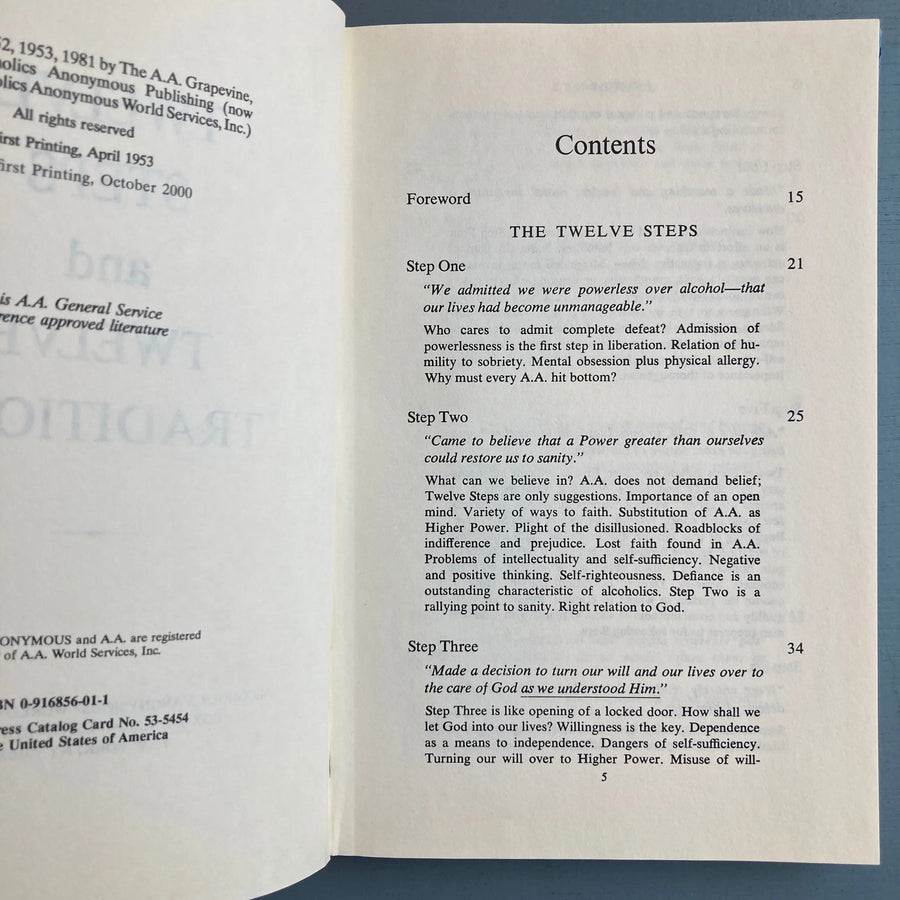 1953, 1981 by The A.A. Grapevine,
Anonymous Publishing (now
Anonymous World Services, Inc.)
All rights reserved
Printing, April 1953
First Printing, October 2000
is A.A. General Service
approved literature
and A.A. are registered
of A.A. World Services, Inc.
0-916856-01-1
Catalog Card No. 53-5454
United States of America
Contents
Foreword 15
THE TWELVE STEPS
Step One 21
“We admitted we were powerless over alcohol—that
our lives had become unmanageable.”
Who cares to admit complete defeat? Admission of
powerlessness is the first step in liberation. Relation of hu-
mility to sobriety. Mental obsession plus physical allergy.
Why must every A.A. hit bottom?
Step Two 25
“Came to believe that a Power greater than ourselves
could restore us to sanity.”
What can we believe in? A.A. does not demand belief;
Twelve Steps are only suggestions. Importance of an open
mind. Variety of ways to faith. Substitution of A.A. as
Higher Power. Plight of the disillusioned. Roadblocks of
indifference and prejudice. Lost faith found in A.A.
Problems of intellectuality and self-sufficiency. Negative
and positive thinking. Self-righteousness. Defiance is an
outstanding characteristic of alcoholics. Step Two is a
rallying point to sanity. Right relation to God.
Step Three 34
“Made a decision to turn our will and our lives over to
the care of God as we understood Him.”
Step Three is like opening of a locked door. How shall we
let God into our lives? Willingness is the key. Dependence
as a means to independence. Dangers of self-sufficiency.
Turning our will over to Higher Power. Misuse of will-
5